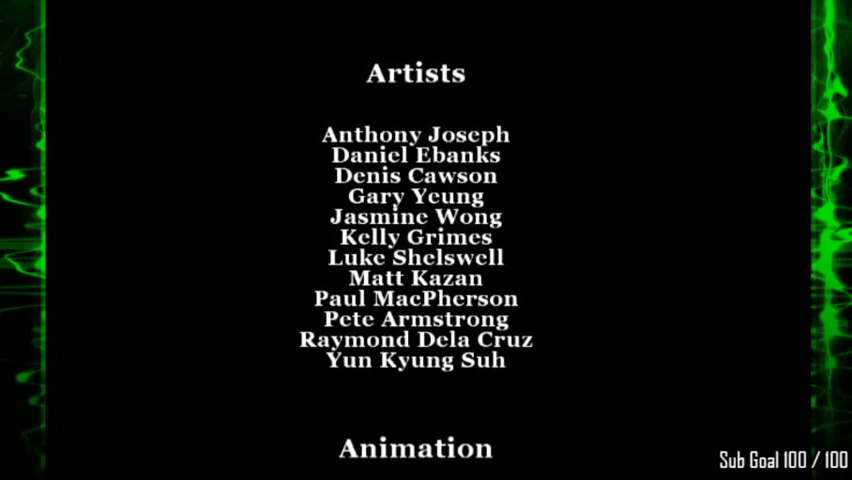 Artists
Anthony Joseph
Daniel Ebanks
Denis Cawson
Gary Yeung
Jasmine Wong
Kelly Grimes
Luke Shelswell
Matt Kazan
Paul MacPherson
Pete Armstrong
Raymond Dela Cruz
Yun Kyung Suh
Animation
Sub Goal 100 / 100